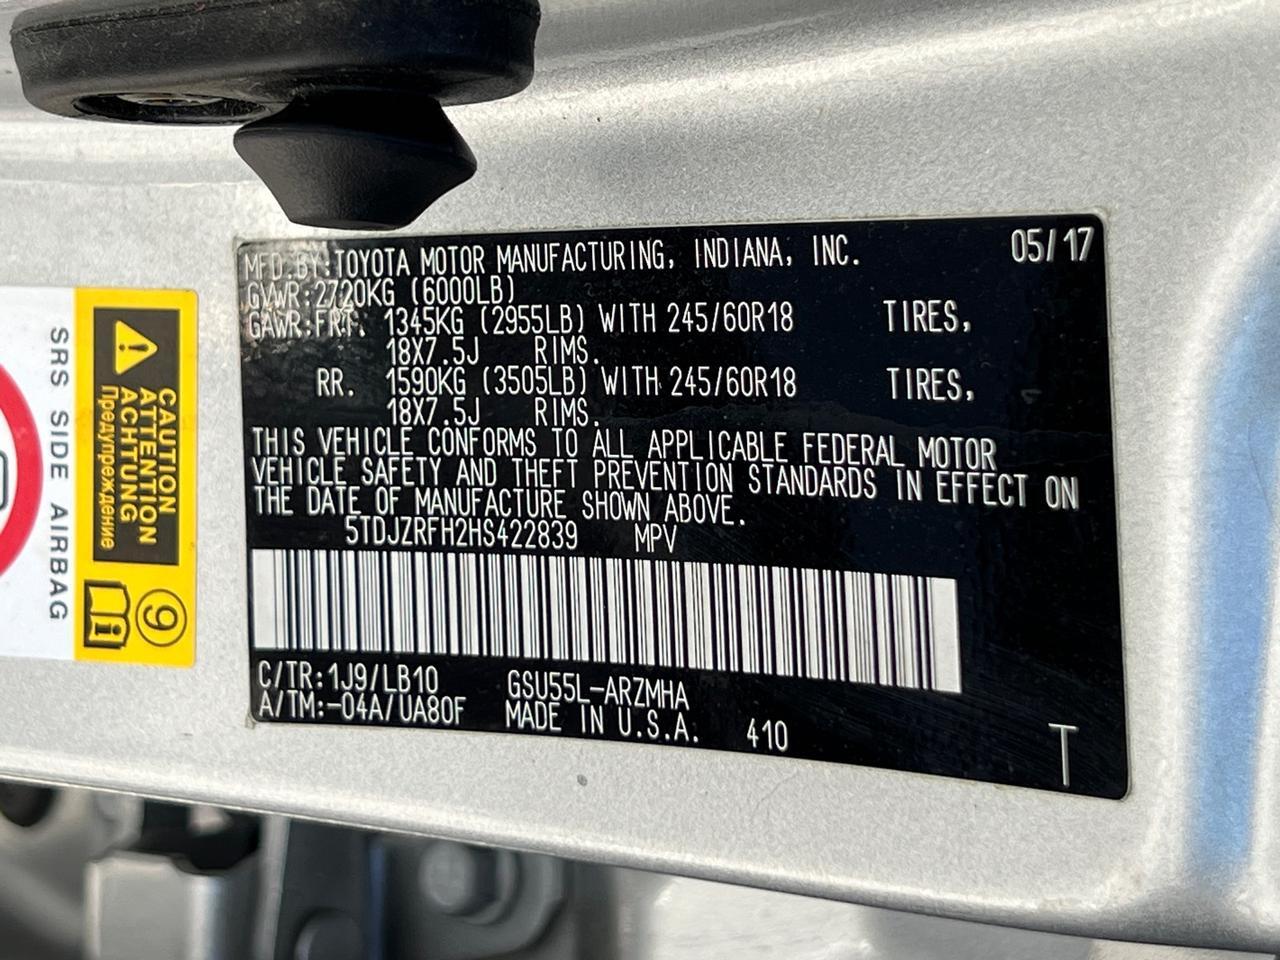 MFD.BY:TOYOTA MOTOR MANUFACTURING, INDIANA, INC. 05/17
GVWR:2720KG (6000LB)
GAWR:FRT. 1345KG (2955LB) WITH 245/60R18 TIRES,
18X7.5J RIMS.
RR. 1590KG (3505LB) WITH 245/60R18 TIRES,
18X7.5J RIMS.
THIS VEHICLE CONFORMS TO ALL APPLICABLE FEDERAL MOTOR
VEHICLE SAFETY AND THEFT PREVENTION STANDARDS IN EFFECT ON
THE DATE OF MANUFACTURE SHOWN ABOVE.
5TDJZRFH2HS422839 MPV
C/TR:1J9/LB10 GSU55L-ARZMHA
A/TM:-04A/UA80F MADE IN U.S.A. 410
T
CAUTION
ATTENTION
ACHTUNG
Предупреждение
9
SRS SIDE AIRBAG